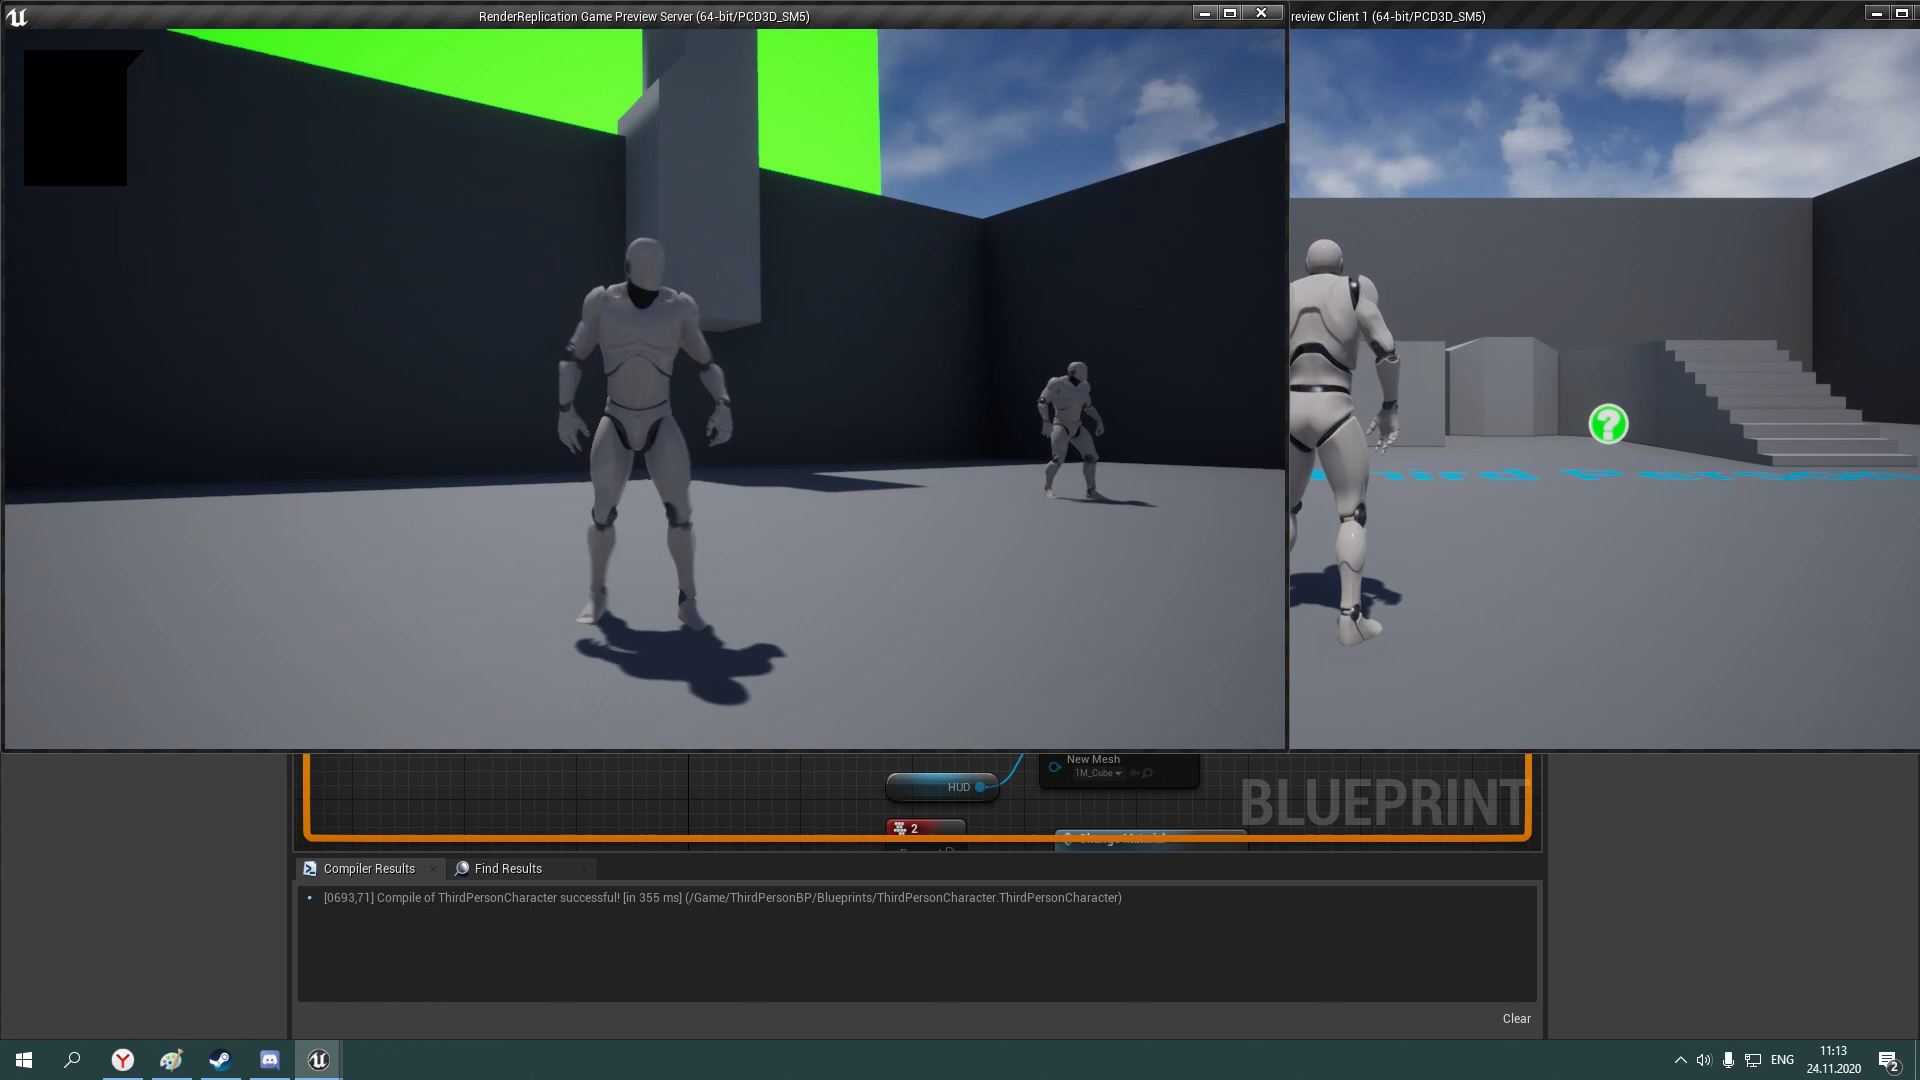 RenderReplication Game Preview Server (64-bit/PCD3D_SM5)
review Client 1 (64-bit/PCD3D_SM5)
New Mesh
1M_Cube
HUD
BLUEPRINT
2
Compiler Results
Find Results
[0693,71] Compile of ThirdPersonCharacter successful! [in 355 ms] (/Game/ThirdPersonBP/Blueprints/ThirdPersonCharacter.ThirdPersonCharacter)
Clear
ENG
11:13
24.11.2020
2